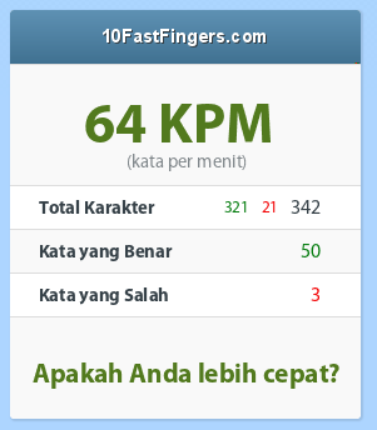 10FastFingers.com
64 KPM
(kata per menit)
Total Karakter 321 21 342
Kata yang Benar 50
Kata yang Salah 3
Apakah Anda lebih cepat?